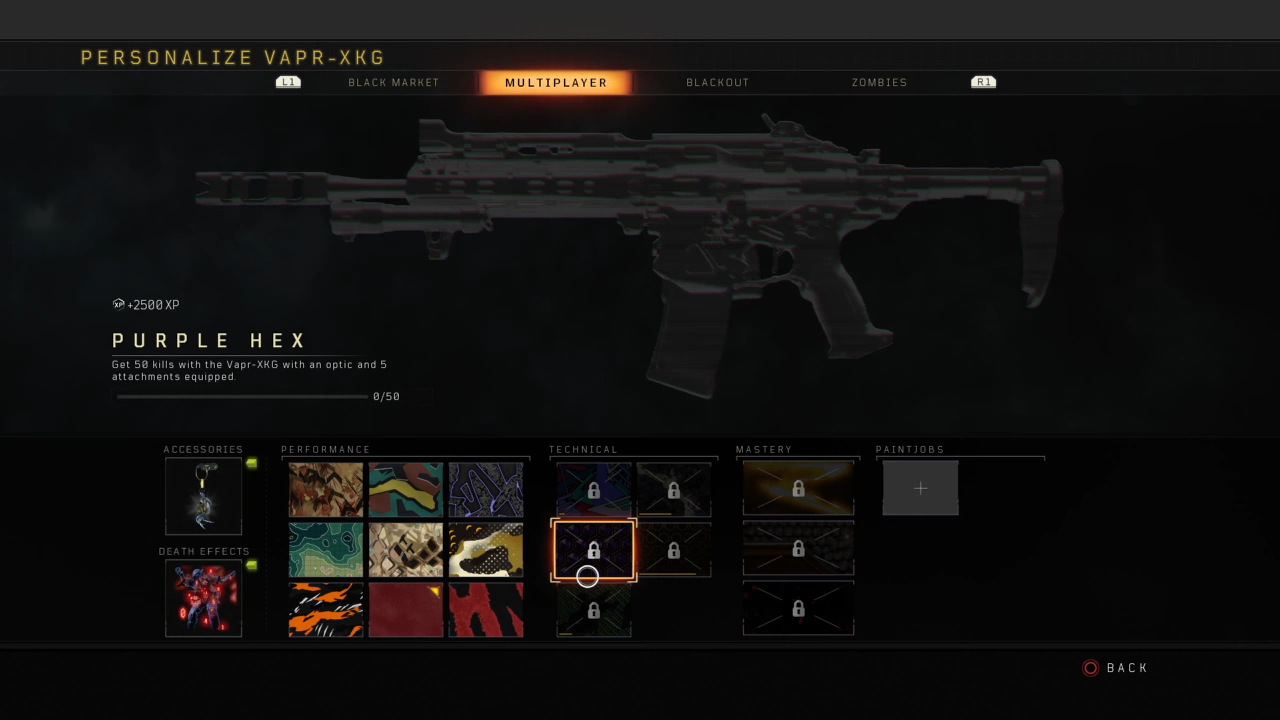 PERSONALIZE VAPR-XKG
L1 BLACK MARKET MULTIPLAYER BLACKOUT ZOMBIES R1
XP +2500 XP
PURPLE HEX
Get 50 kills with the Vapr-XKG with an optic and 5
attachments equipped.
0/50
ACCESSORIES PERFORMANCE TECHNICAL MASTERY PAINTJOBS
DEATH EFFECTS
BACK